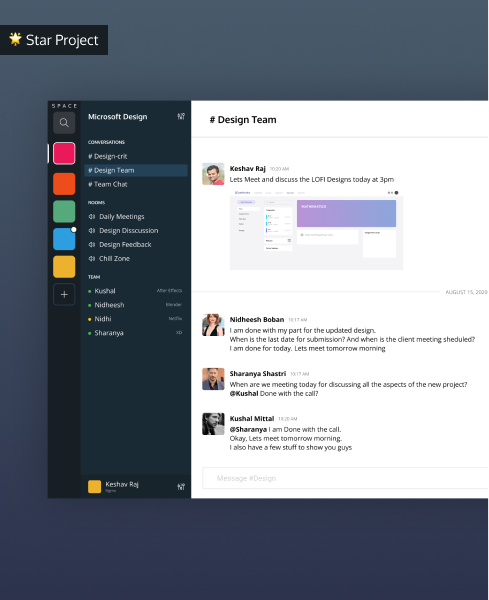 🌟 Star Project
SPACE
Microsoft Design
CONVERSATIONS
# Design-crit
# Design Team
# Team Chat
ROOMS
Daily Meetings
Design Disscussion
Design Feedback
Chill Zone
TEAM
Kushal
After Effects
Nidheesh
Blender
Nidhi
Netflix
Sharanya
XD
Keshav Raj
Figma
# Design Team
Keshav Raj 10:20 AM
Lets Meet and discuss the LOFI Designs today at 3pm
MATHEMATICS
AUGUST 15, 2020
Nidheesh Boban 10:17 AM
I am done with my part for the updated design.
When is the last date for submission? And when is the client meeting sheduled?
I am done for today. Lets meet tomorrow morning
Sharanya Shastri 10:17 AM
When are we meeting today for discussing all the aspects of the new project?
@Kushal Done with the call?
Kushal Mittal 14:20 AM
@Sharanya I am Done with the call.
Okay, Lets meet tomorrow morning.
I also have a few stuff to show you guys
Message #Design